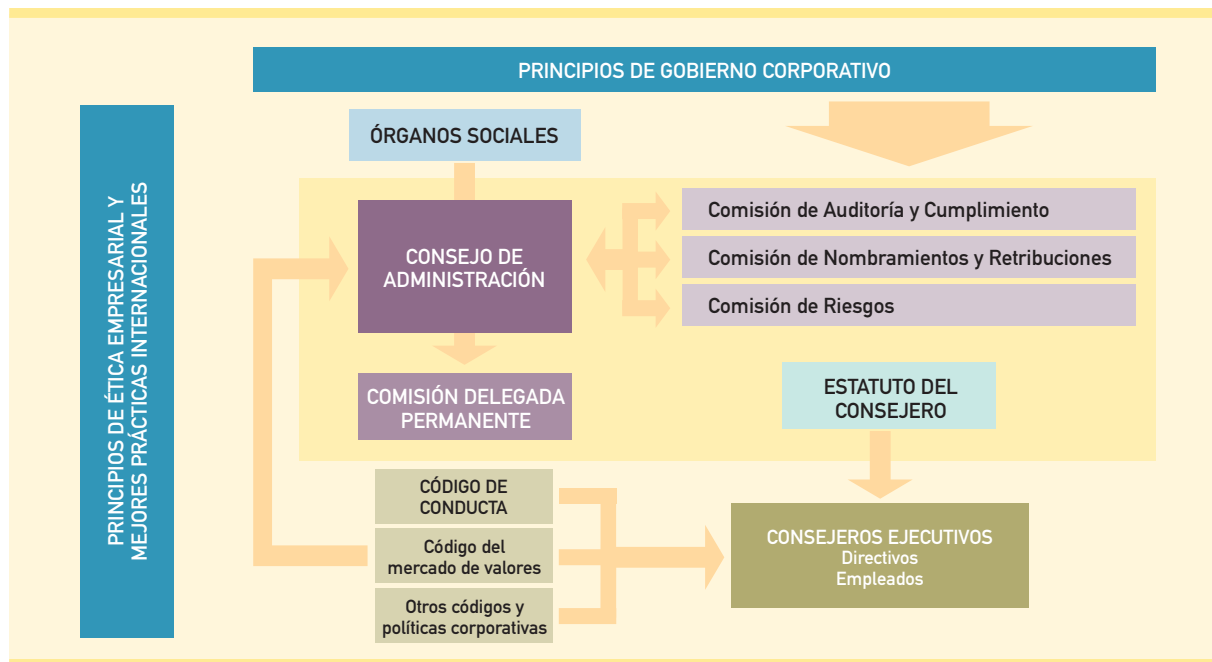 PRINCIPIOS DE GOBIERNO CORPORATIVO
PRINCIPIOS DE ÉTICA EMPRESARIAL Y
MEJORES PRÁCTICAS INTERNACIONALES
ÓRGANOS SOCIALES
CONSEJO DE
ADMINISTRACIÓN
Comisión de Auditoría y Cumplimiento
Comisión de Nombramientos y Retribuciones
Comisión de Riesgos
COMISIÓN DELEGADA
PERMANENTE
ESTATUTO DEL
CONSEJERO
CÓDIGO DE
CONDUCTA
Código del
mercado de valores
Otros códigos y
políticas corporativas
CONSEJEROS EJECUTIVOS
Directivos
Empleados